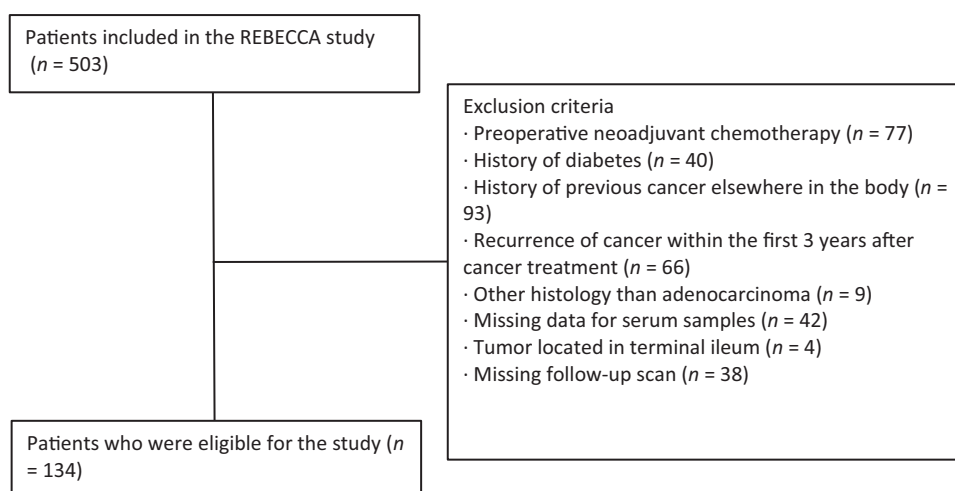 Patients included in the REBECCA study
(n = 503)
Exclusion criteria
· Preoperative neoadjuvant chemotherapy (n = 77)
· History of diabetes (n = 40)
· History of previous cancer elsewhere in the body (n =
93)
· Recurrence of cancer within the first 3 years after
cancer treatment (n = 66)
· Other histology than adenocarcinoma (n = 9)
· Missing data for serum samples (n = 42)
· Tumor located in terminal ileum (n = 4)
· Missing follow-up scan (n = 38)
Patients who were eligible for the study (n
= 134)